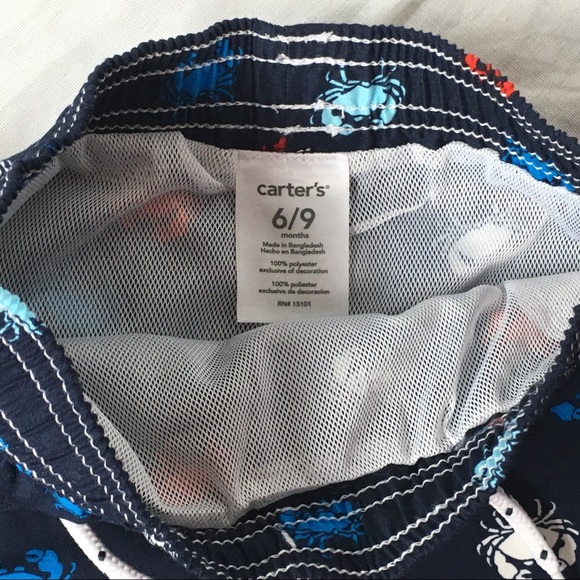 carter's®
6/9
months
Made in Bangladesh
Hecho en Bangladesh
100% polyester
exclusive of decoration
100% poliester
exclusivo de decoracion
RN# 15101